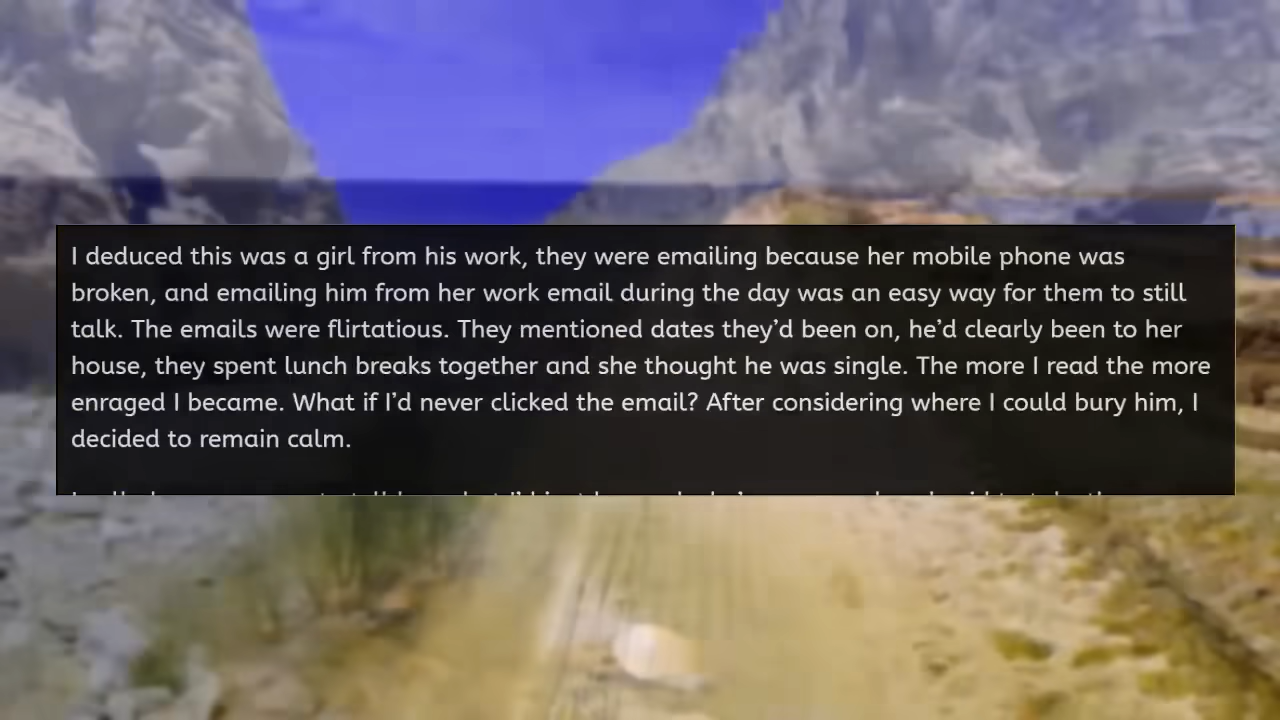 I deduced this was a girl from his work, they were emailing because her mobile phone was
broken, and emailing him from her work email during the day was an easy way for them to still
talk. The emails were flirtatious. They mentioned dates they’d been on, he’d clearly been to her
house, they spent lunch breaks together and she thought he was single. The more I read the more
enraged I became. What if I’d never clicked the email? After considering where I could bury him, I
decided to remain calm.